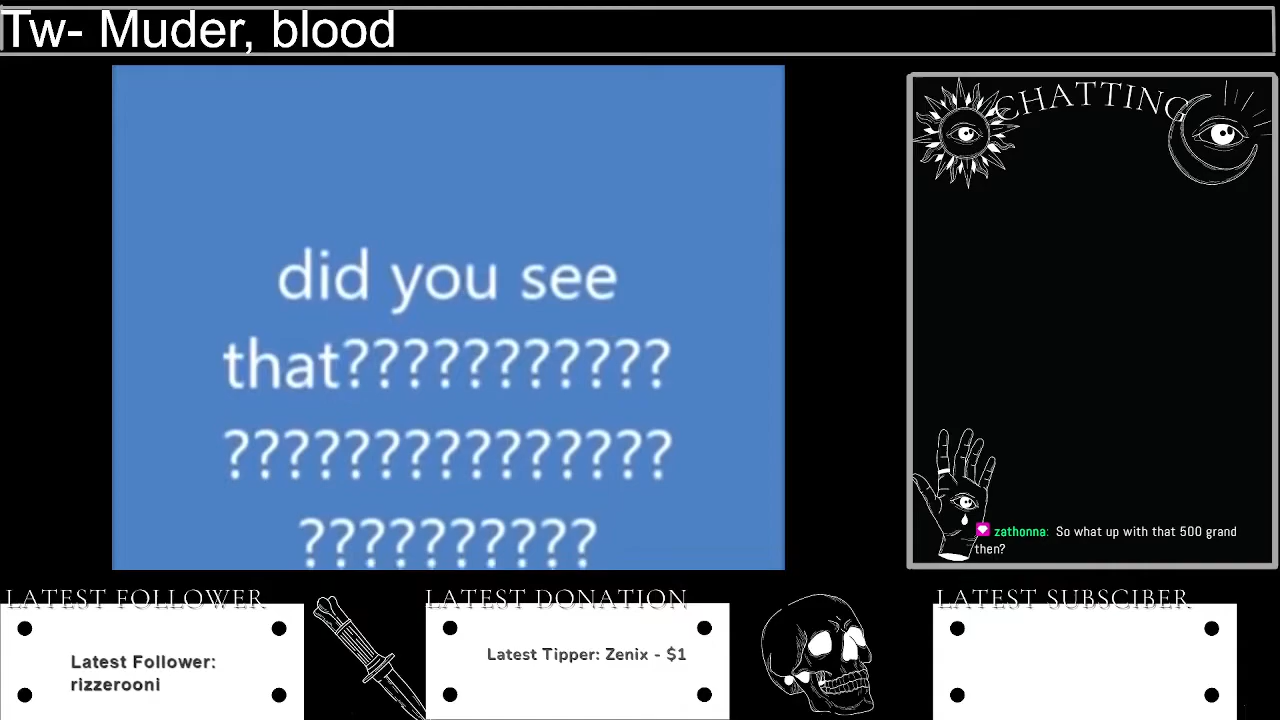 Tw- Muder, blood
did you see
that???????????
???????????????
??????????
CHATTING
zathonna: So what up with that 500 grand
then?
LATEST FOLLOWER
Latest Follower:
rizzerooni
LATEST DONATION
Latest Tipper: Zenix - $1
LATEST SUBSCIBER